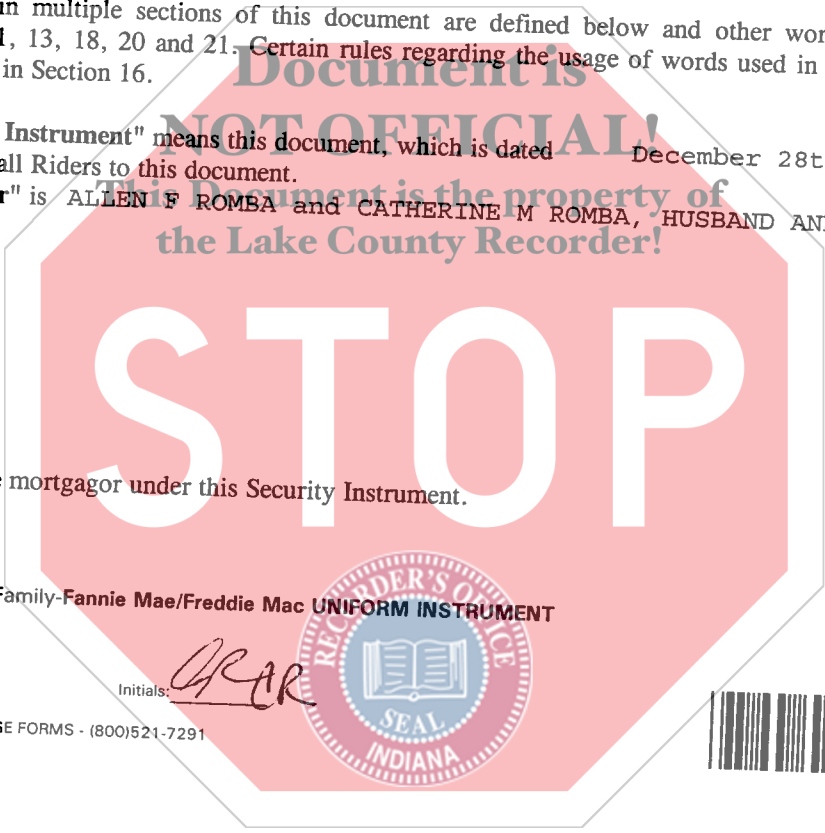 in multiple sections of this document are defined below and other wor
1, 13, 18, 20 and 21. Certain rules regarding the usage of words used in
in Section 16.
Document is
NOT OFFICIAL!
This Document is the property of
the Lake County Recorder!
Instrument" means this document, which is dated December 28t
all Riders to this document.
r" is ALLEN F ROMBA and CATHERINE M ROMBA, HUSBAND AN
STOP
mortgagor under this Security Instrument.
Family-Fannie Mae/Freddie Mac UNIFORM INSTRUMENT
RECORDER'S OFFICE
SEAL
INDIANA
Initials:
GE FORMS - (800)521-7291